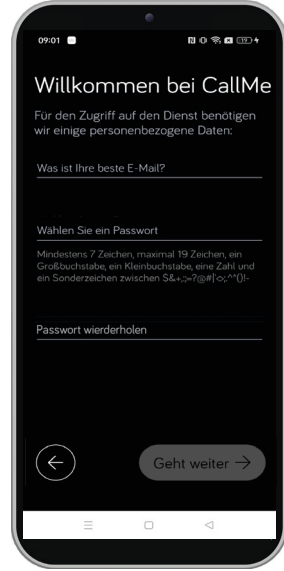 09:01
19
Willkommen bei CallMe
Für den Zugriff auf den Dienst benötigen
wir einige personenbezogene Daten:
Was ist Ihre beste E-Mail?
Wählen Sie ein Passwort
Mindestens 7 Zeichen, maximal 19 Zeichen, ein
Großbuchstabe, ein Kleinbuchstabe, eine Zahl und
ein Sonderzeichen zwischen $&+,:;=?@#|'<>;.^*()!-
Passwort wierderholen
Geht weiter →